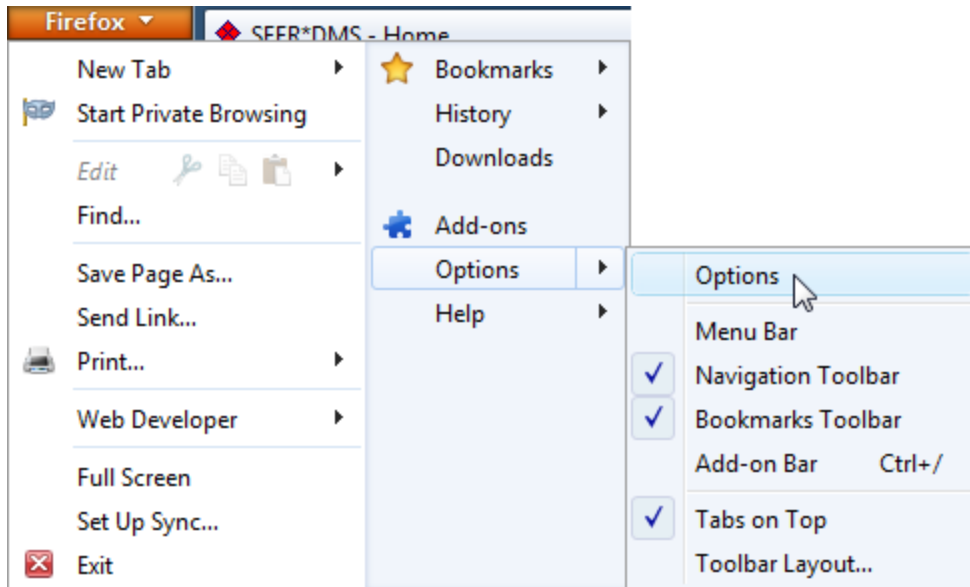 Firefox
SEER*DMS - Home
New Tab
Start Private Browsing
Edit
Find...
Save Page As...
Send Link...
Print...
Web Developer
Full Screen
Set Up Sync...
Exit
Bookmarks
History
Downloads
Add-ons
Options
Help
Options
Menu Bar
Navigation Toolbar
Bookmarks Toolbar
Add-on Bar Ctrl+/
Tabs on Top
Toolbar Layout...